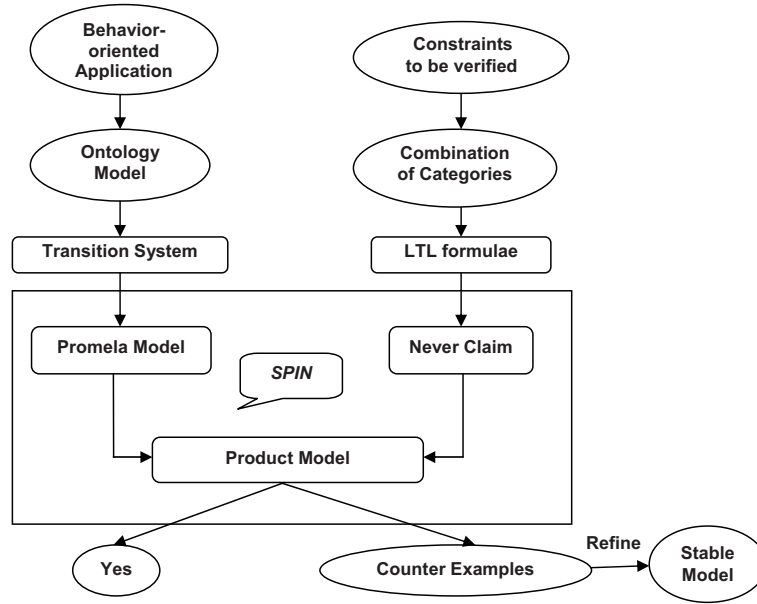 Behavior-
oriented
Application
Constraints
to be verified
Ontology
Model
Combination
of Categories
Transition System
LTL formulae
Promela Model
Never Claim
SPIN
Product Model
Yes
Counter Examples
Refine
Stable
Model